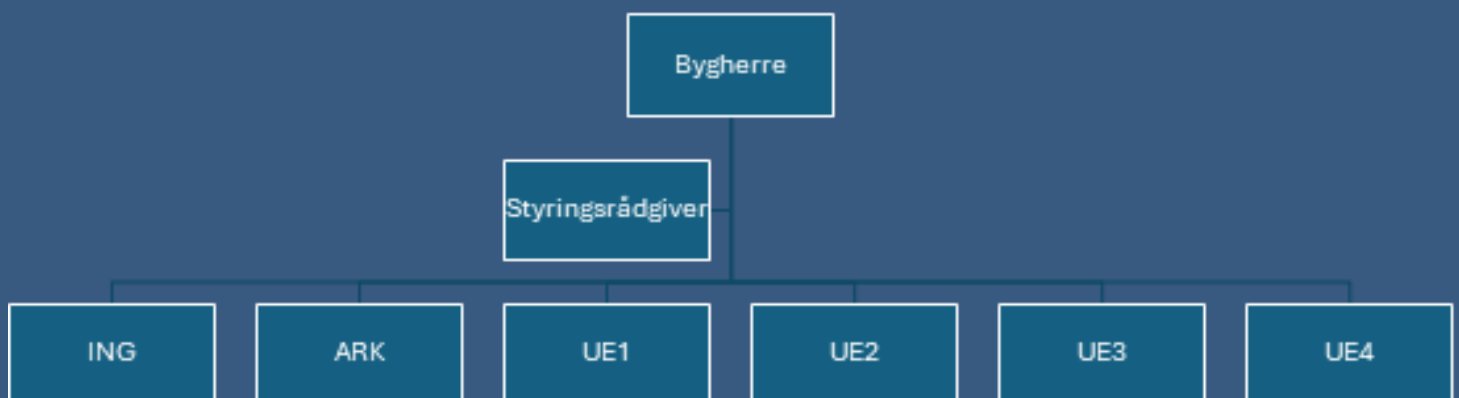 Bygherre
Styringsrådgiver
ING
ARK
UE1
UE2
UE3
UE4